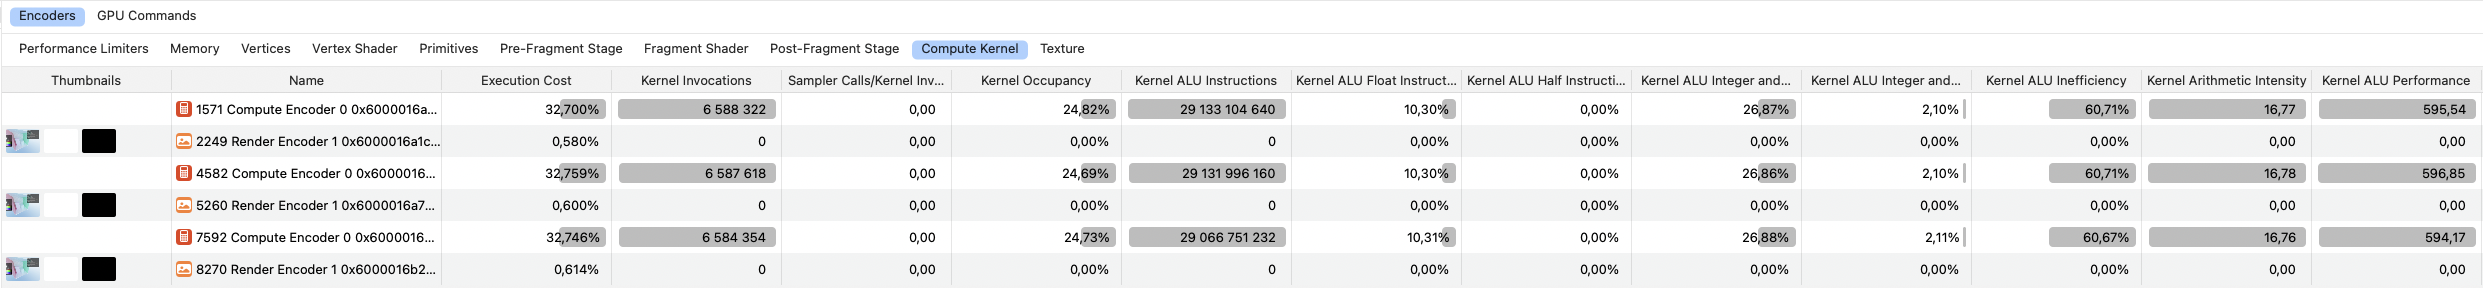 Encoders GPU Commands
Performance Limiters Memory Vertices Vertex Shader Primitives Pre-Fragment Stage Fragment Shader Post-Fragment Stage Compute Kernel Texture
Thumbnails Name Execution Cost Kernel Invocations Sampler Calls/Kernel Inv... Kernel Occupancy Kernel ALU Instructions Kernel ALU Float Instruct... Kernel ALU Half Instructi... Kernel ALU Integer and... Kernel ALU Integer and... Kernel ALU Inefficiency Kernel Arithmetic Intensity Kernel ALU Performance
1571 Compute Encoder 0 0x6000016a... 32,700% 6 588 322 0,00 24,82% 29 133 104 640 10,30% 0,00% 26,87% 2,10% 60,71% 16,77 595,54
2249 Render Encoder 1 0x6000016a1c... 0,580% 0 0,00 0,00% 0 0,00% 0,00% 0,00% 0,00% 0,00% 0,00 0,00
4582 Compute Encoder 0 0x6000016... 32,759% 6 587 618 0,00 24,69% 29 131 996 160 10,30% 0,00% 26,86% 2,10% 60,71% 16,78 596,85
5260 Render Encoder 1 0x6000016a7... 0,600% 0 0,00 0,00% 0 0,00% 0,00% 0,00% 0,00% 0,00% 0,00 0,00
7592 Compute Encoder 0 0x6000016... 32,746% 6 584 354 0,00 24,73% 29 066 751 232 10,31% 0,00% 26,88% 2,11% 60,67% 16,76 594,17
8270 Render Encoder 1 0x6000016b2... 0,614% 0 0,00 0,00% 0 0,00% 0,00% 0,00% 0,00% 0,00% 0,00 0,00